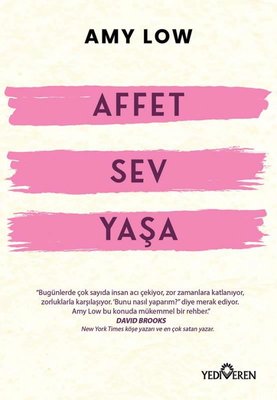 AMY LOW
AFFET
SEV
YAŞA
"Bugünlerde çok sayıda insan acı çekiyor, zor zamanlara katlanıyor,
zorluklarla karşılaşıyor. 'Bunu nasıl yaparım?" diye merak ediyor.
Amy Low bu konuda mükemmel bir rehber."
DAVID BROOKS
New York Times köşe yazarı ve en çok satan yazar.
YEDİVEREN